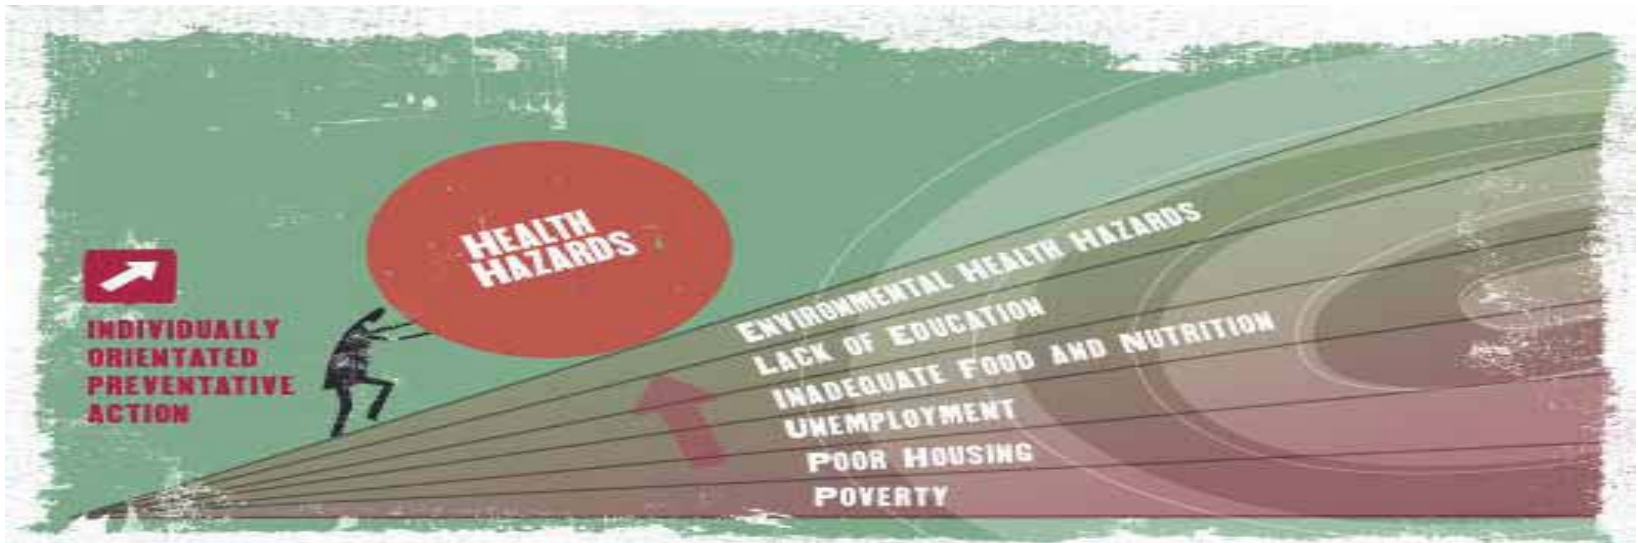 HEALTH
HAZARDS
INDIVIDUALLY
ORIENTATED
PREVENTATIVE
ACTION
ENVIRONMENTAL HEALTH HAZARDS
LACK OF EDUCATION
INADEQUATE FOOD AND NUTRITION
UNEMPLOYMENT
POOR HOUSING
POVERTY